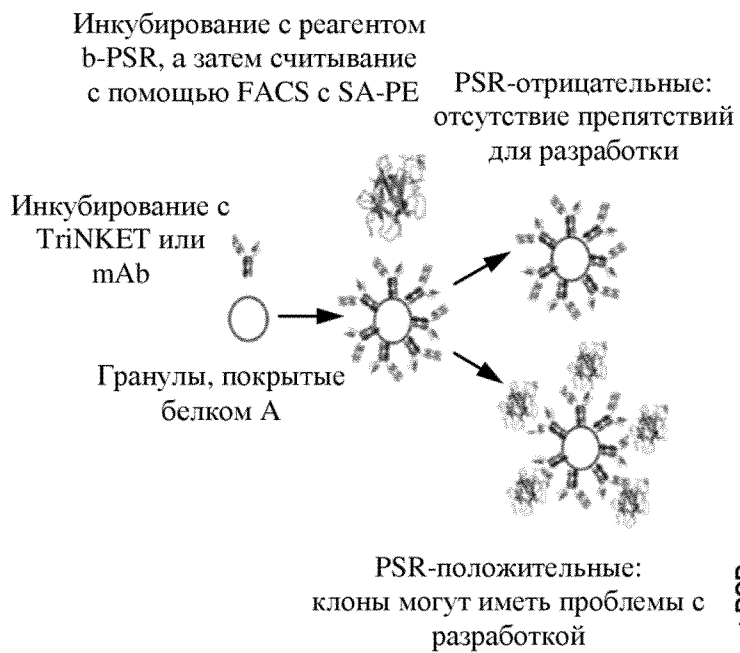 Инкубирование с реагентом
b-PSR, а затем считывание
с помощью FACS с SA-PE
PSR-отрицательные:
отсутствие препятствий
для разработки
Инкубирование с
TriNKET или
mAb
Гранулы, покрытые
белком A
PSR-положительные:
клоны могут иметь проблемы с
разработкой